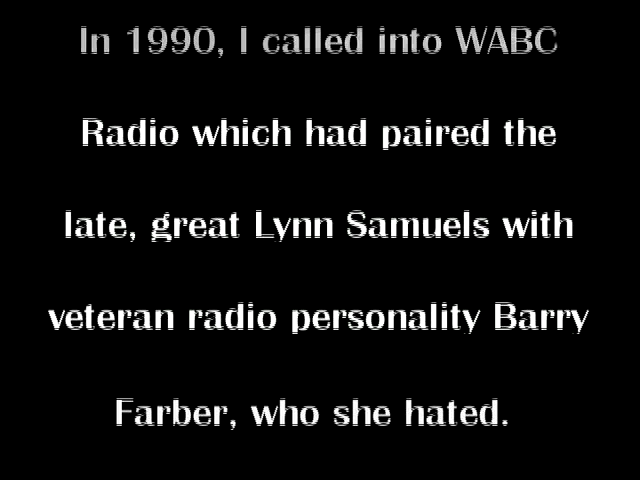 In 1990, I called into WABC
Radio which had paired the
late, great Lynn Samuels with
veteran radio personality Barry
Farber, who she hated.